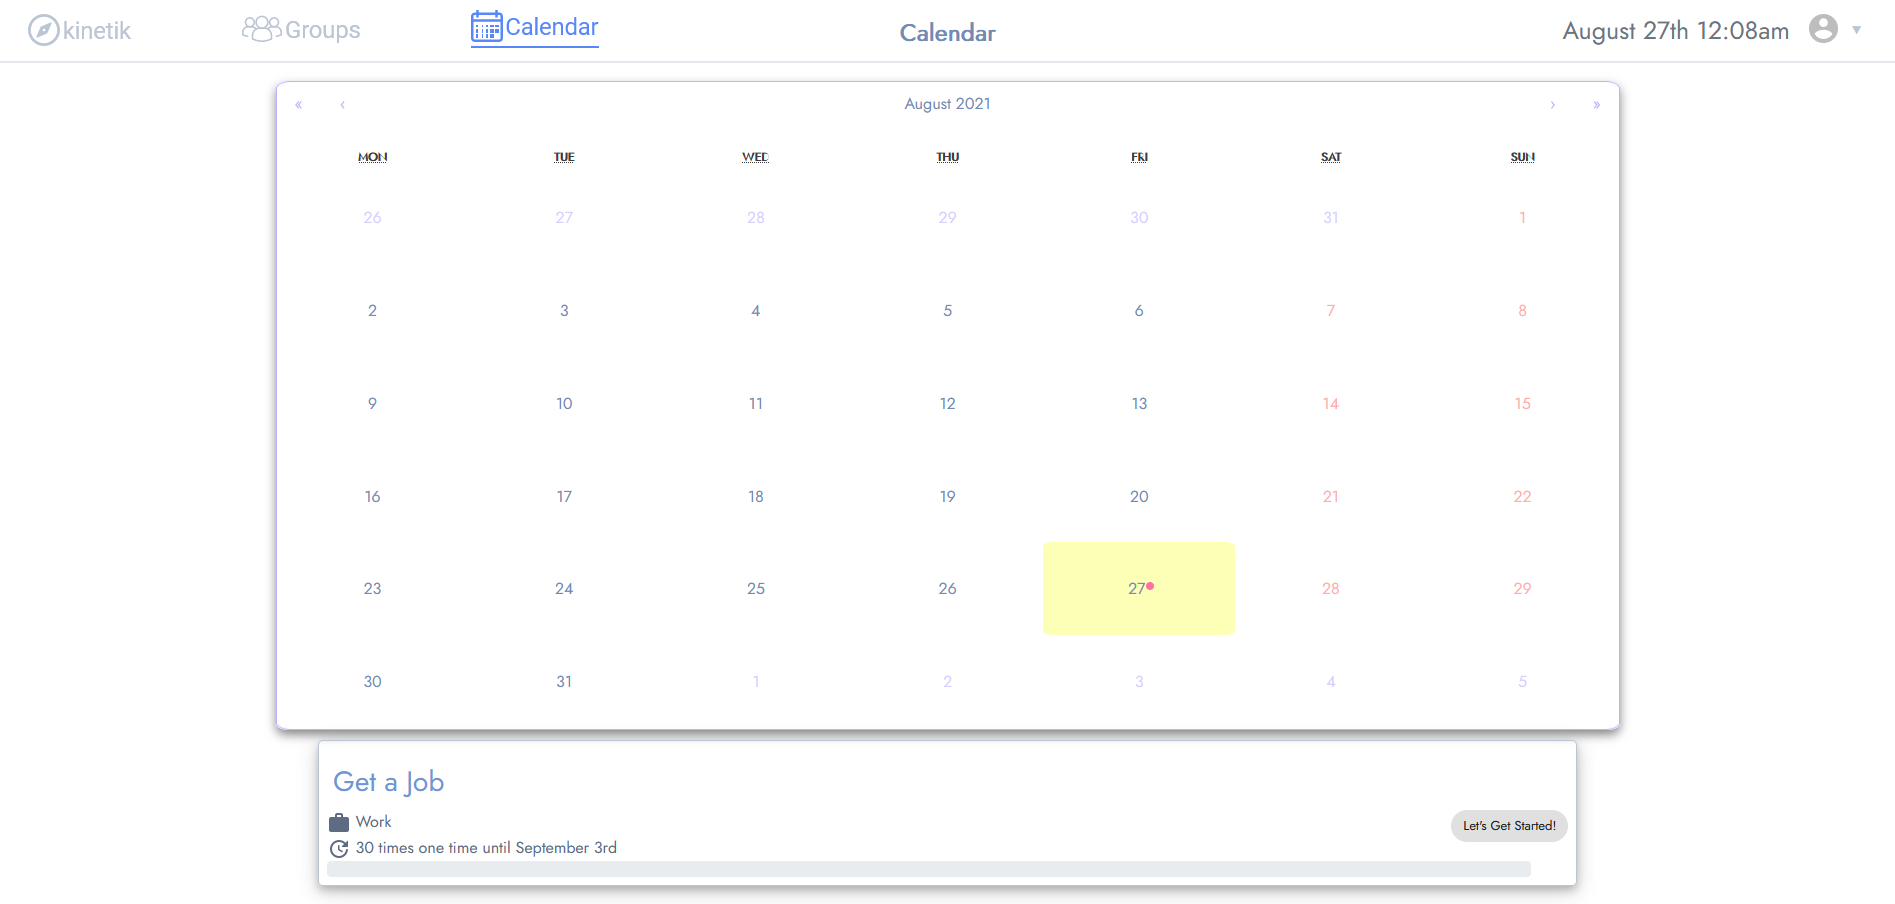 kinetik Groups Calendar Calendar August 27th 12:08am ▼
« ‹ August 2021 › »
MON TUE WED THU FRI SAT SUN
26 27 28 29 30 31 1
2 3 4 5 6 7 8
9 10 11 12 13 14 15
16 17 18 19 20 21 22
23 24 25 26 27 28 29
30 31 1 2 3 4 5
Get a Job
Work
Let's Get Started!
30 times one time until September 3rd